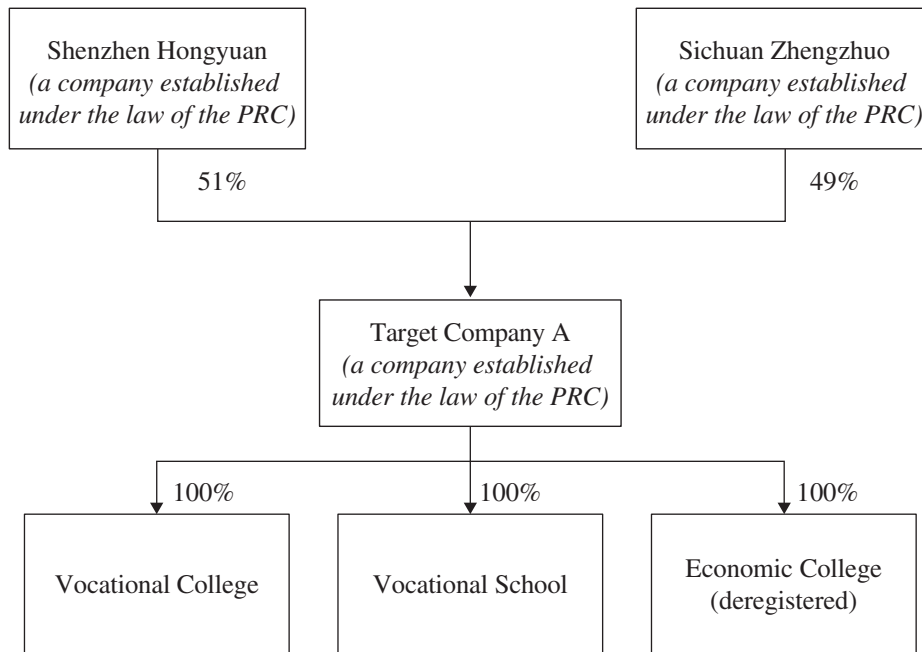 Shenzhen Hongyuan
(a company established
under the law of the PRC)
Sichuan Zhengzhuo
(a company established
under the law of the PRC)
51%
49%
Target Company A
(a company established
under the law of the PRC)
100%
100%
100%
Vocational College
Vocational School
Economic College
(deregistered)